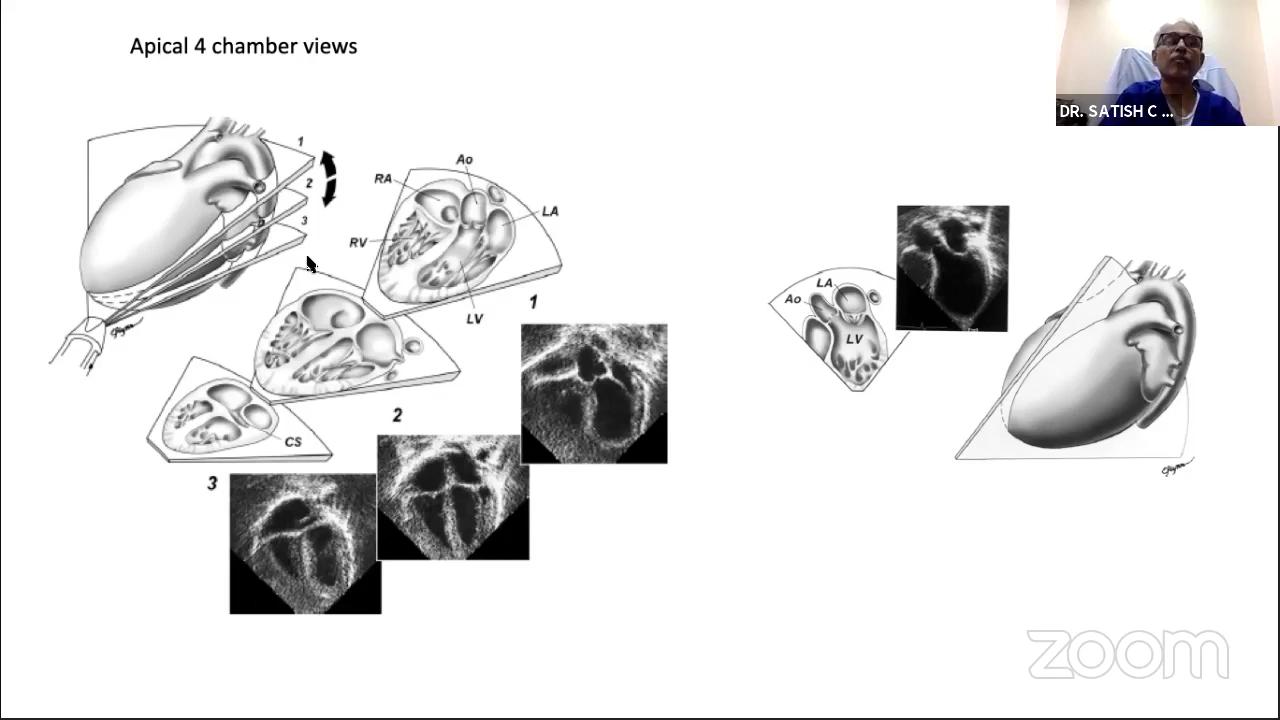 Apical 4 chamber views
DR. SATISH C ...
1
2
3
RA
Ao
LA
RV
LV
1
2
CS
3
LA
Ao
LV
zoom